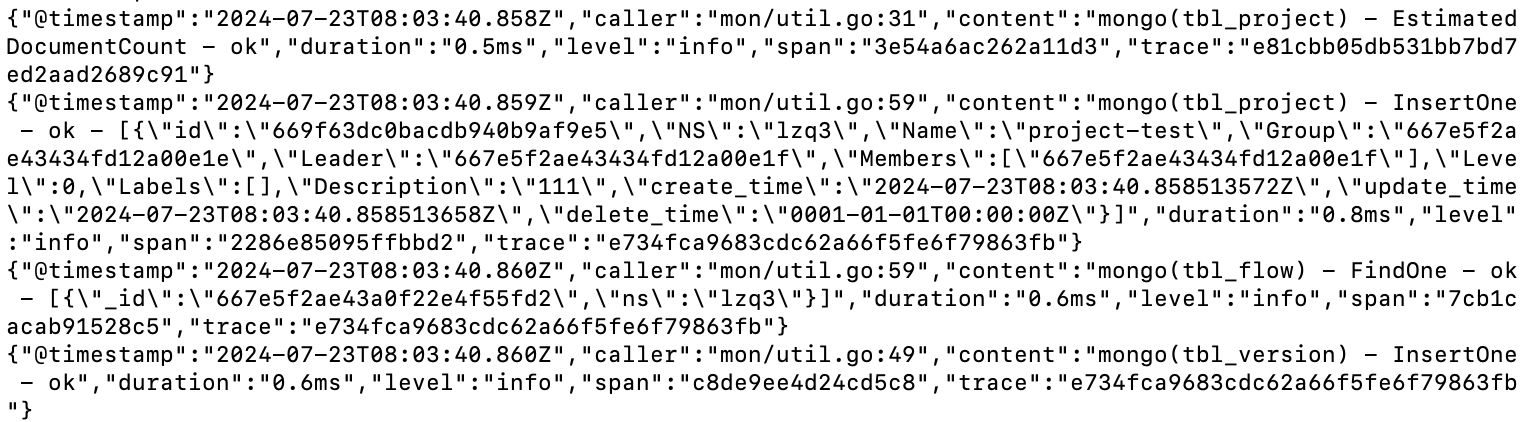 {"@timestamp":"2024-07-23T08:03:40.858Z","caller":"mon/util.go:31","content":"mongo(tbl_project) - Estimated
DocumentCount - ok","duration":"0.5ms","level":"info","span":"3e54a6ac262a11d3","trace":"e81cbb05db531bb7bd7
ed2aad2689c91"}
{"@timestamp":"2024-07-23T08:03:40.859Z","caller":"mon/util.go:59","content":"mongo(tbl_project) - InsertOne
 - ok - [{\"id\":\"669f63dc0bacdb940b9af9e5\",\"NS\":\"lzq3\",\"Name\":\"project-test\",\"Group\":\"667e5f2a
e43434fd12a00e1e\",\"Leader\":\"667e5f2ae43434fd12a00e1f\",\"Members\":[\"667e5f2ae43434fd12a00e1f\"],\"Leve
l\":0,\"Labels\":[],\"Description\":\"111\",\"create_time\":\"2024-07-23T08:03:40.858513572Z\",\"update_time
\":\"2024-07-23T08:03:40.858513658Z\",\"delete_time\":\"0001-01-01T00:00:00Z\"}]","duration":"0.8ms","level"
:"info","span":"2286e85095ffbbd2","trace":"e734fca9683cdc62a66f5fe6f79863fb"}
{"@timestamp":"2024-07-23T08:03:40.860Z","caller":"mon/util.go:59","content":"mongo(tbl_flow) - FindOne - ok
 - [{\"_id\":\"667e5f2ae43a0f22e4f55fd2\",\"ns\":\"lzq3\"}]","duration":"0.6ms","level":"info","span":"7cb1c
acab91528c5","trace":"e734fca9683cdc62a66f5fe6f79863fb"}
{"@timestamp":"2024-07-23T08:03:40.860Z","caller":"mon/util.go:49","content":"mongo(tbl_version) - InsertOne
 - ok","duration":"0.6ms","level":"info","span":"c8de9ee4d24cd5c8","trace":"e734fca9683cdc62a66f5fe6f79863fb
"}